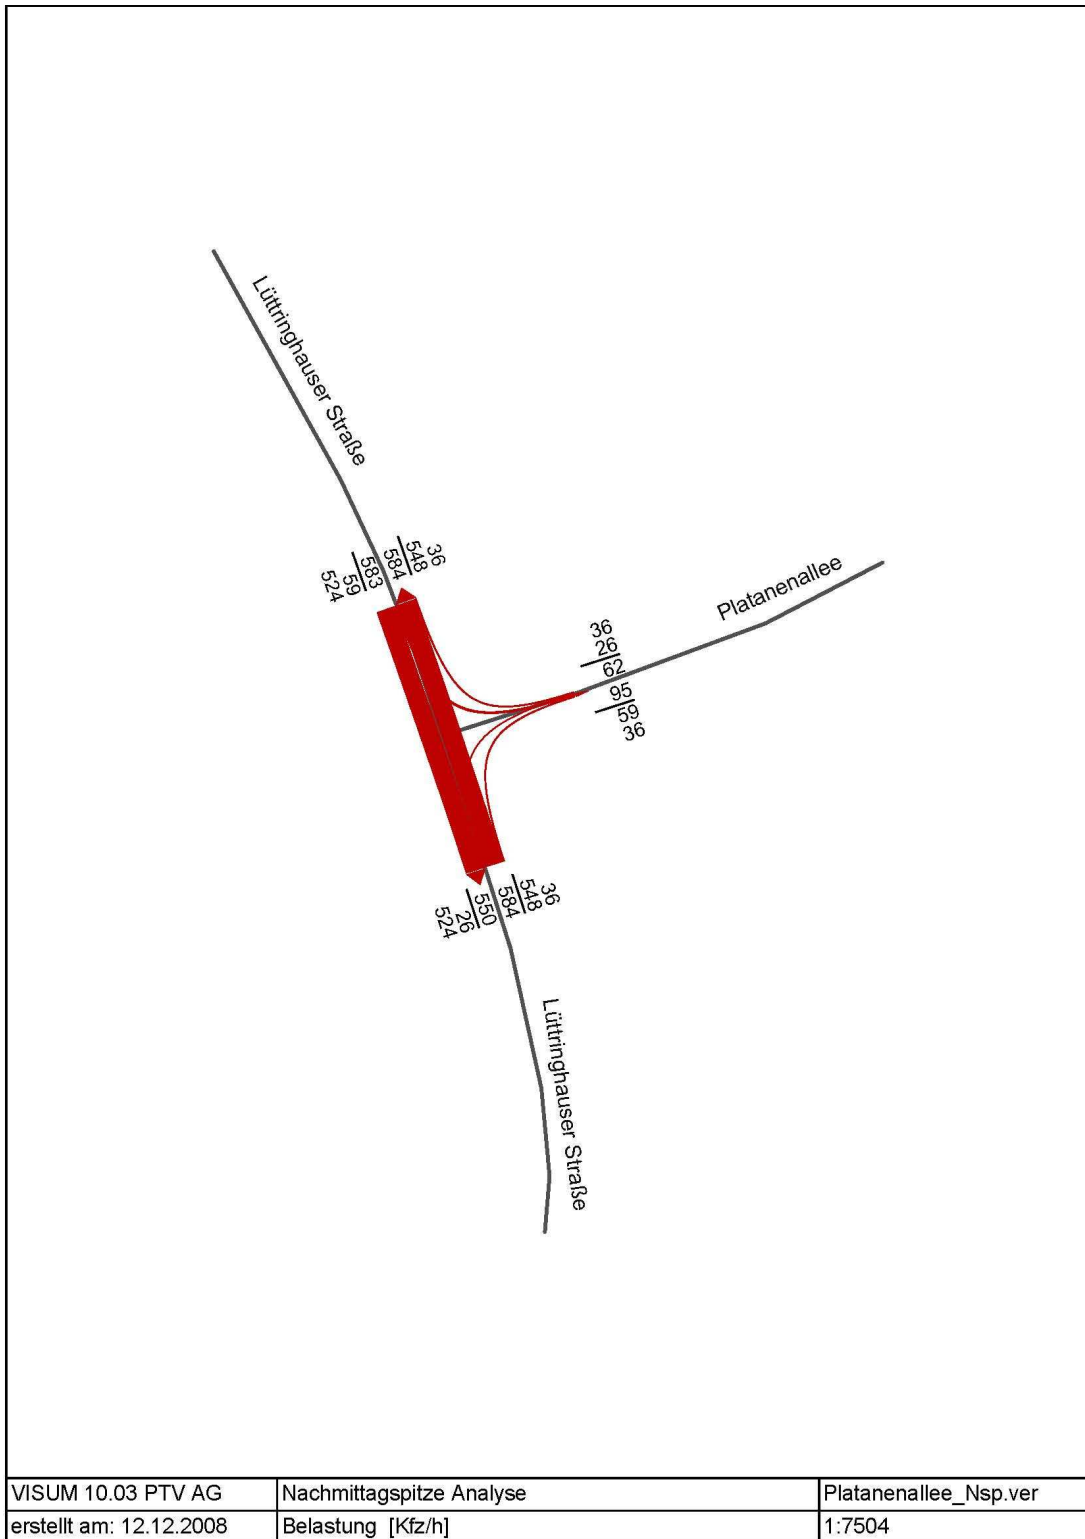 Lüttringhauser Straße
36
548
584
583
59
524
Platanenallee
36
26
62
95
59
36
36
548
584
550
26
524
Lüttringhauser Straße
VISUM 10.03 PTV AG
Nachmittagspitze Analyse
Platanenallee_Nsp.ver
erstellt am: 12.12.2008
Belastung [Kfz/h]
1:7504